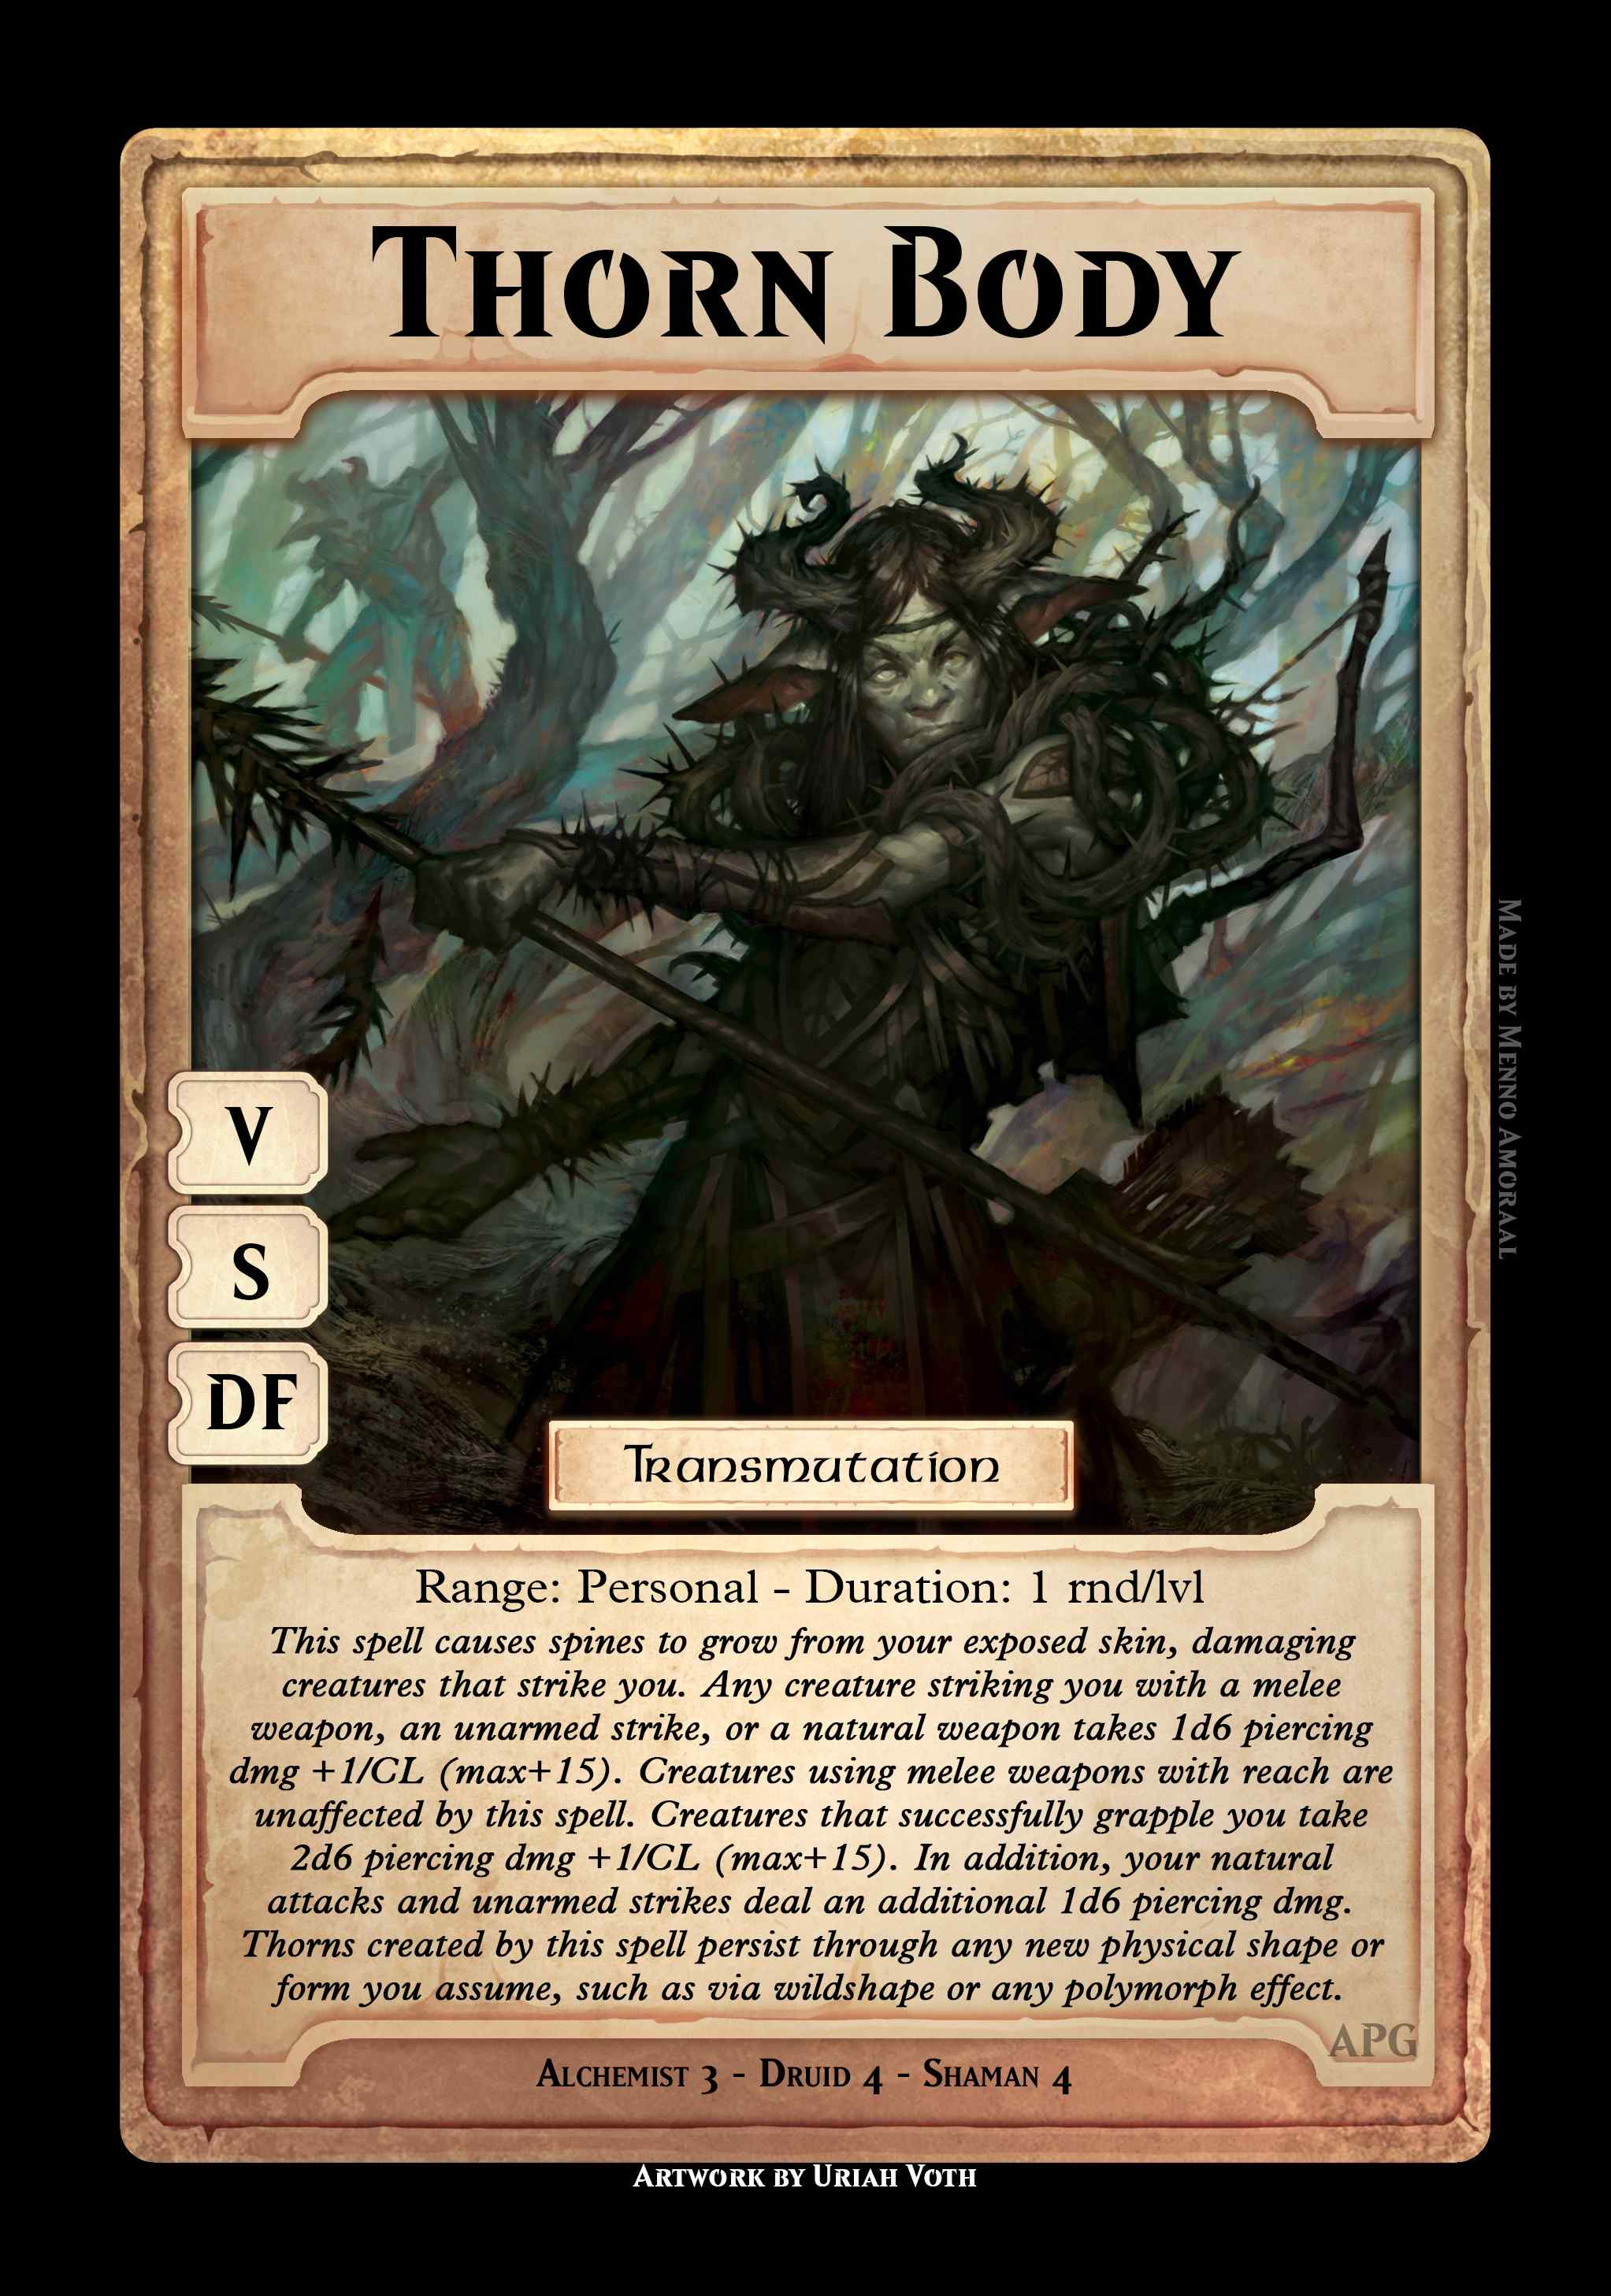 Thorn Body
V
S
DF
Transmutation
Range: Personal - Duration: 1 rnd/lvl
This spell causes spines to grow from your exposed skin, damaging
creatures that strike you. Any creature striking you with a melee
weapon, an unarmed strike, or a natural weapon takes 1d6 piercing
dmg +1/CL (max+15). Creatures using melee weapons with reach are
unaffected by this spell. Creatures that successfully grapple you take
2d6 piercing dmg +1/CL (max+15). In addition, your natural
attacks and unarmed strikes deal an additional 1d6 piercing dmg.
Thorns created by this spell persist through any new physical shape or
form you assume, such as via wildshape or any polymorph effect.
APG
Alchemist 3 - Druid 4 - Shaman 4
Artwork by Uriah Voth
Made by Menno Amoraal